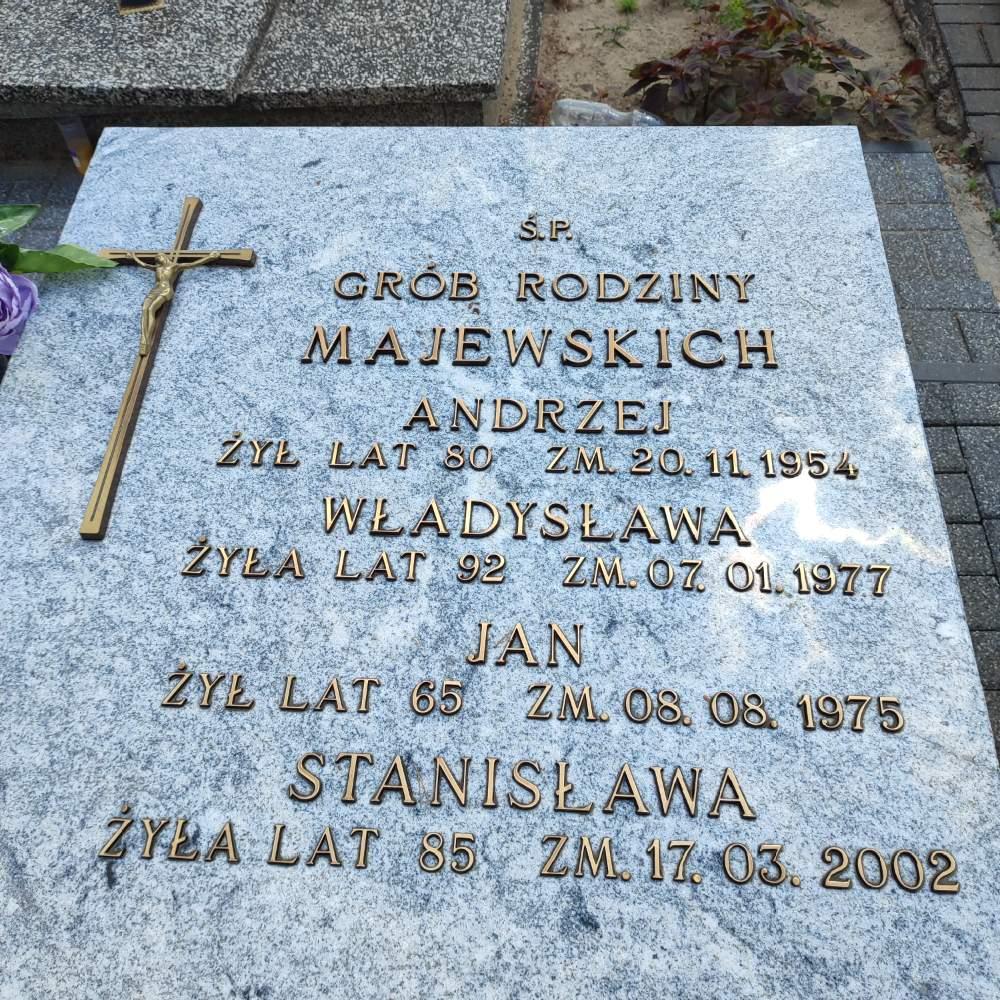 Ś.P.
GRÓB RODZINY
MAJEWSKICH
ANDRZEJ
ŻYŁ LAT 80 ZM. 20. 11. 1954
WŁADYSŁAWA
ŻYŁA LAT 92 ZM. 07. 01. 1977
JAN
ŻYŁ LAT 65 ZM. 08. 08. 1975
STANISŁAWA
ŻYŁA LAT 85 ZM. 17. 03. 2002